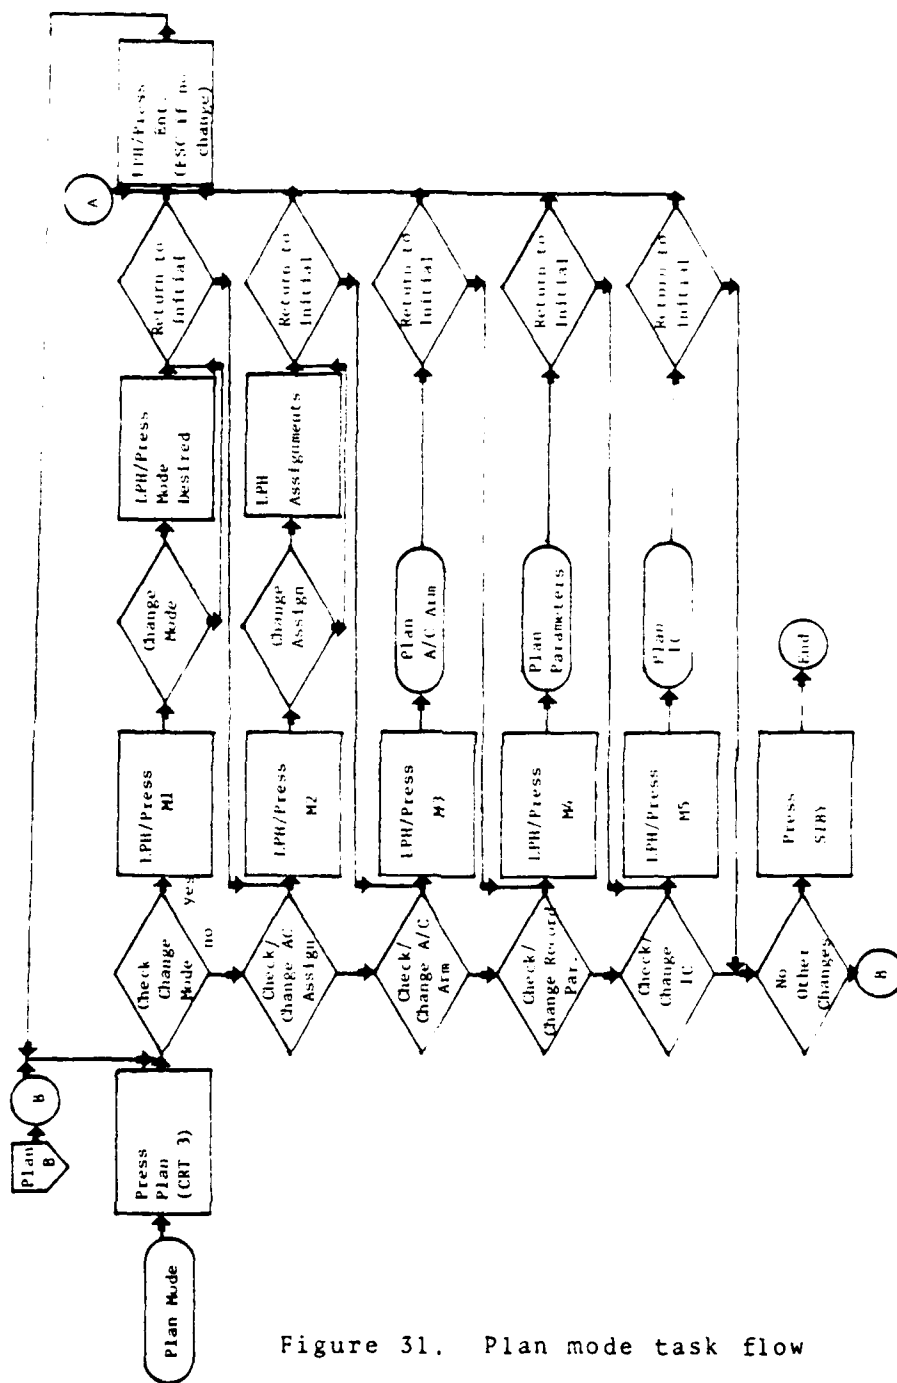 Plan Mode
Press
Plan
(CRT 3)
Plan
B
B
Check
Change
Mode
yes
no
LPH/Press
M1
Change
Mode
LPH/Press
Mode
Desired
Return to
Initial
A
LPH/Press
Ent.
(ESC if no
change)
Check/
Change AC
Assign
LPH/Press
M2
Change
Assign
LPH
Assignments
Return to
Initial
Check/
Change A/C
Arm
LPH/Press
M3
Plan
A/C Arm
Return to
Initial
Check/
Change Record
Par.
LPH/Press
M4
Plan
Parameters
Return to
Initial
Check/
Change
IC
LPH/Press
M5
Plan
IC
Return to
Initial
No
Other
Changes
Press
STBY
End
B
Figure 31. Plan mode task flow